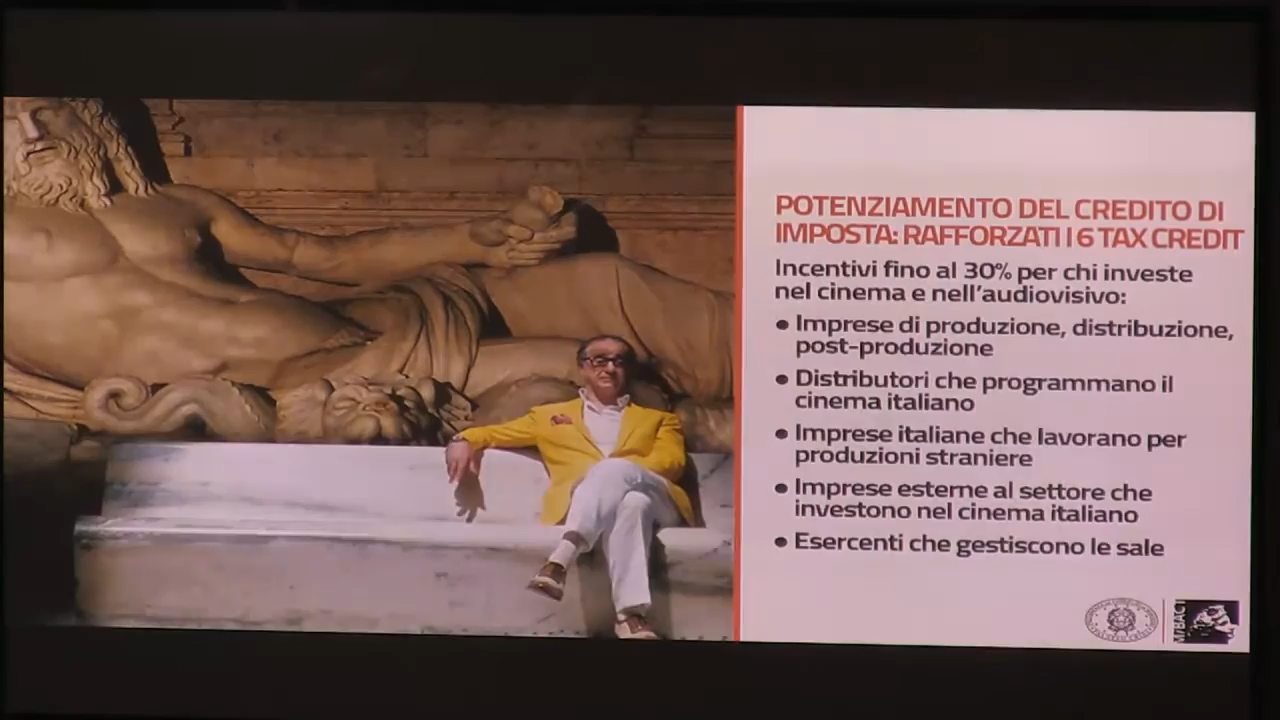 POTENZIAMENTO DEL CREDITO DI
IMPOSTA: RAFFORZATI I 6 TAX CREDIT
Incentivi fino al 30% per chi investe
nel cinema e nell'audiovisivo:
• Imprese di produzione, distribuzione,
post-produzione
• Distributori che programmano il
cinema italiano
• Imprese italiane che lavorano per
produzioni straniere
• Imprese esterne al settore che
investono nel cinema italiano
• Esercenti che gestiscono le sale
MiBACT